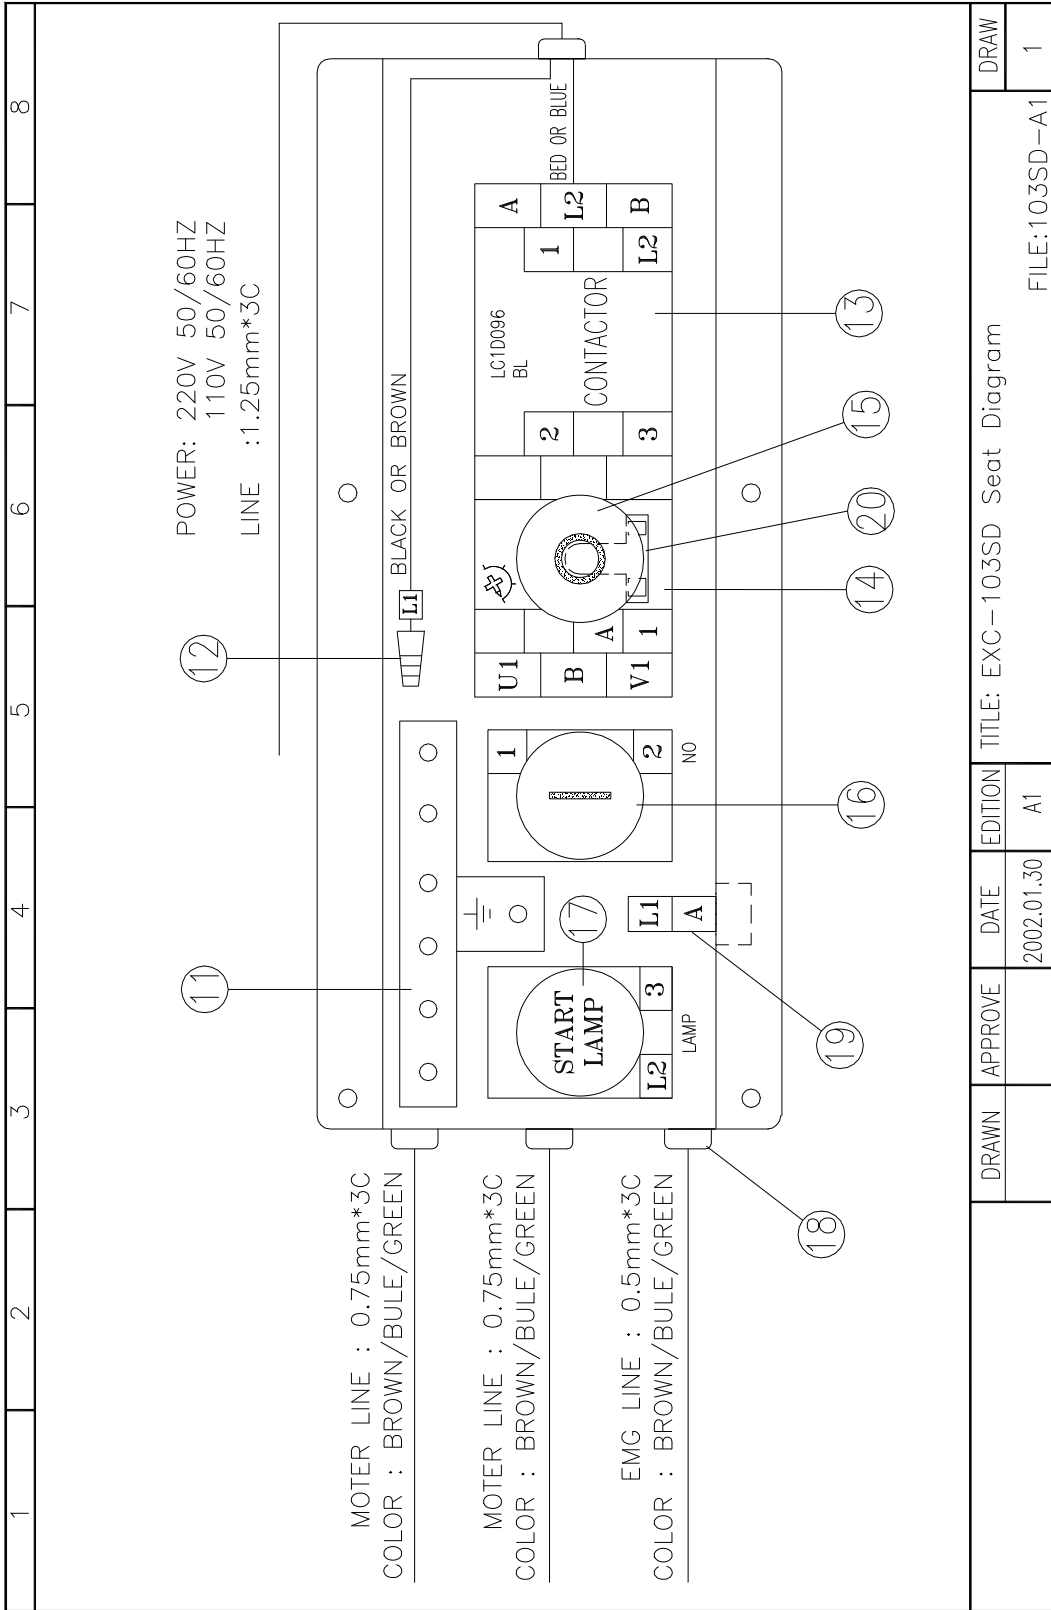 1
2
3
4
5
6
7
8
POWER: 220V 50/60HZ
110V 50/60HZ
LINE :1.25mm*3C
11
12
BLACK OR BROWN
L1
MOTER LINE : 0.75mm*3C
COLOR : BROWN/BULE/GREEN
MOTER LINE : 0.75mm*3C
COLOR : BROWN/BULE/GREEN
EMG LINE : 0.5mm*3C
COLOR : BROWN/BULE/GREEN
START
LAMP
17
L2
3
LAMP
L1
A
1
2
NO
U1
B
V1
A
1
2
3
LC1D096
BL
CONTACTOR
1
L2
A
L2
B
BED OR BLUE
18
19
16
14
20
15
13
DRAWN
APPROVE
DATE
2002.01.30
EDITION
A1
TITLE: EXC-103SD Seat Diagram
FILE:103SD-A1
DRAW
1